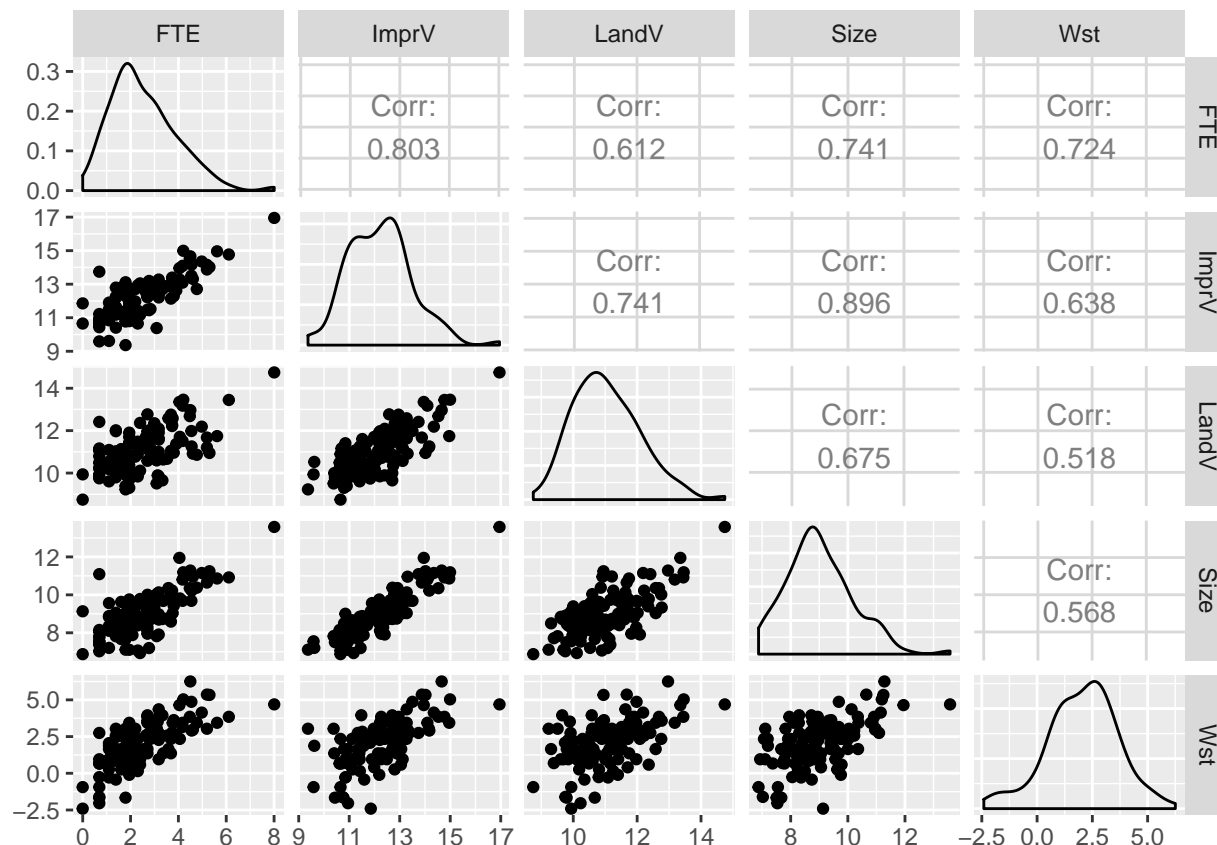 FTE ImprV LandV Size Wst
0.3
0.2
0.1
0.0
Corr: Corr: Corr: Corr:
0.803 0.612 0.741 0.724
FTE
17
15
13
11
9
Corr: Corr: Corr:
0.741 0.896 0.638
ImprV
14
12
10
Corr: Corr:
0.675 0.518
LandV
12
10
8
Corr:
0.568
Size
5.0
2.5
0.0
−2.5
Wst
0 2 4 6 8 9 11 13 15 17 10 12 14 8 10 12 −2.5 0.0 2.5 5.0